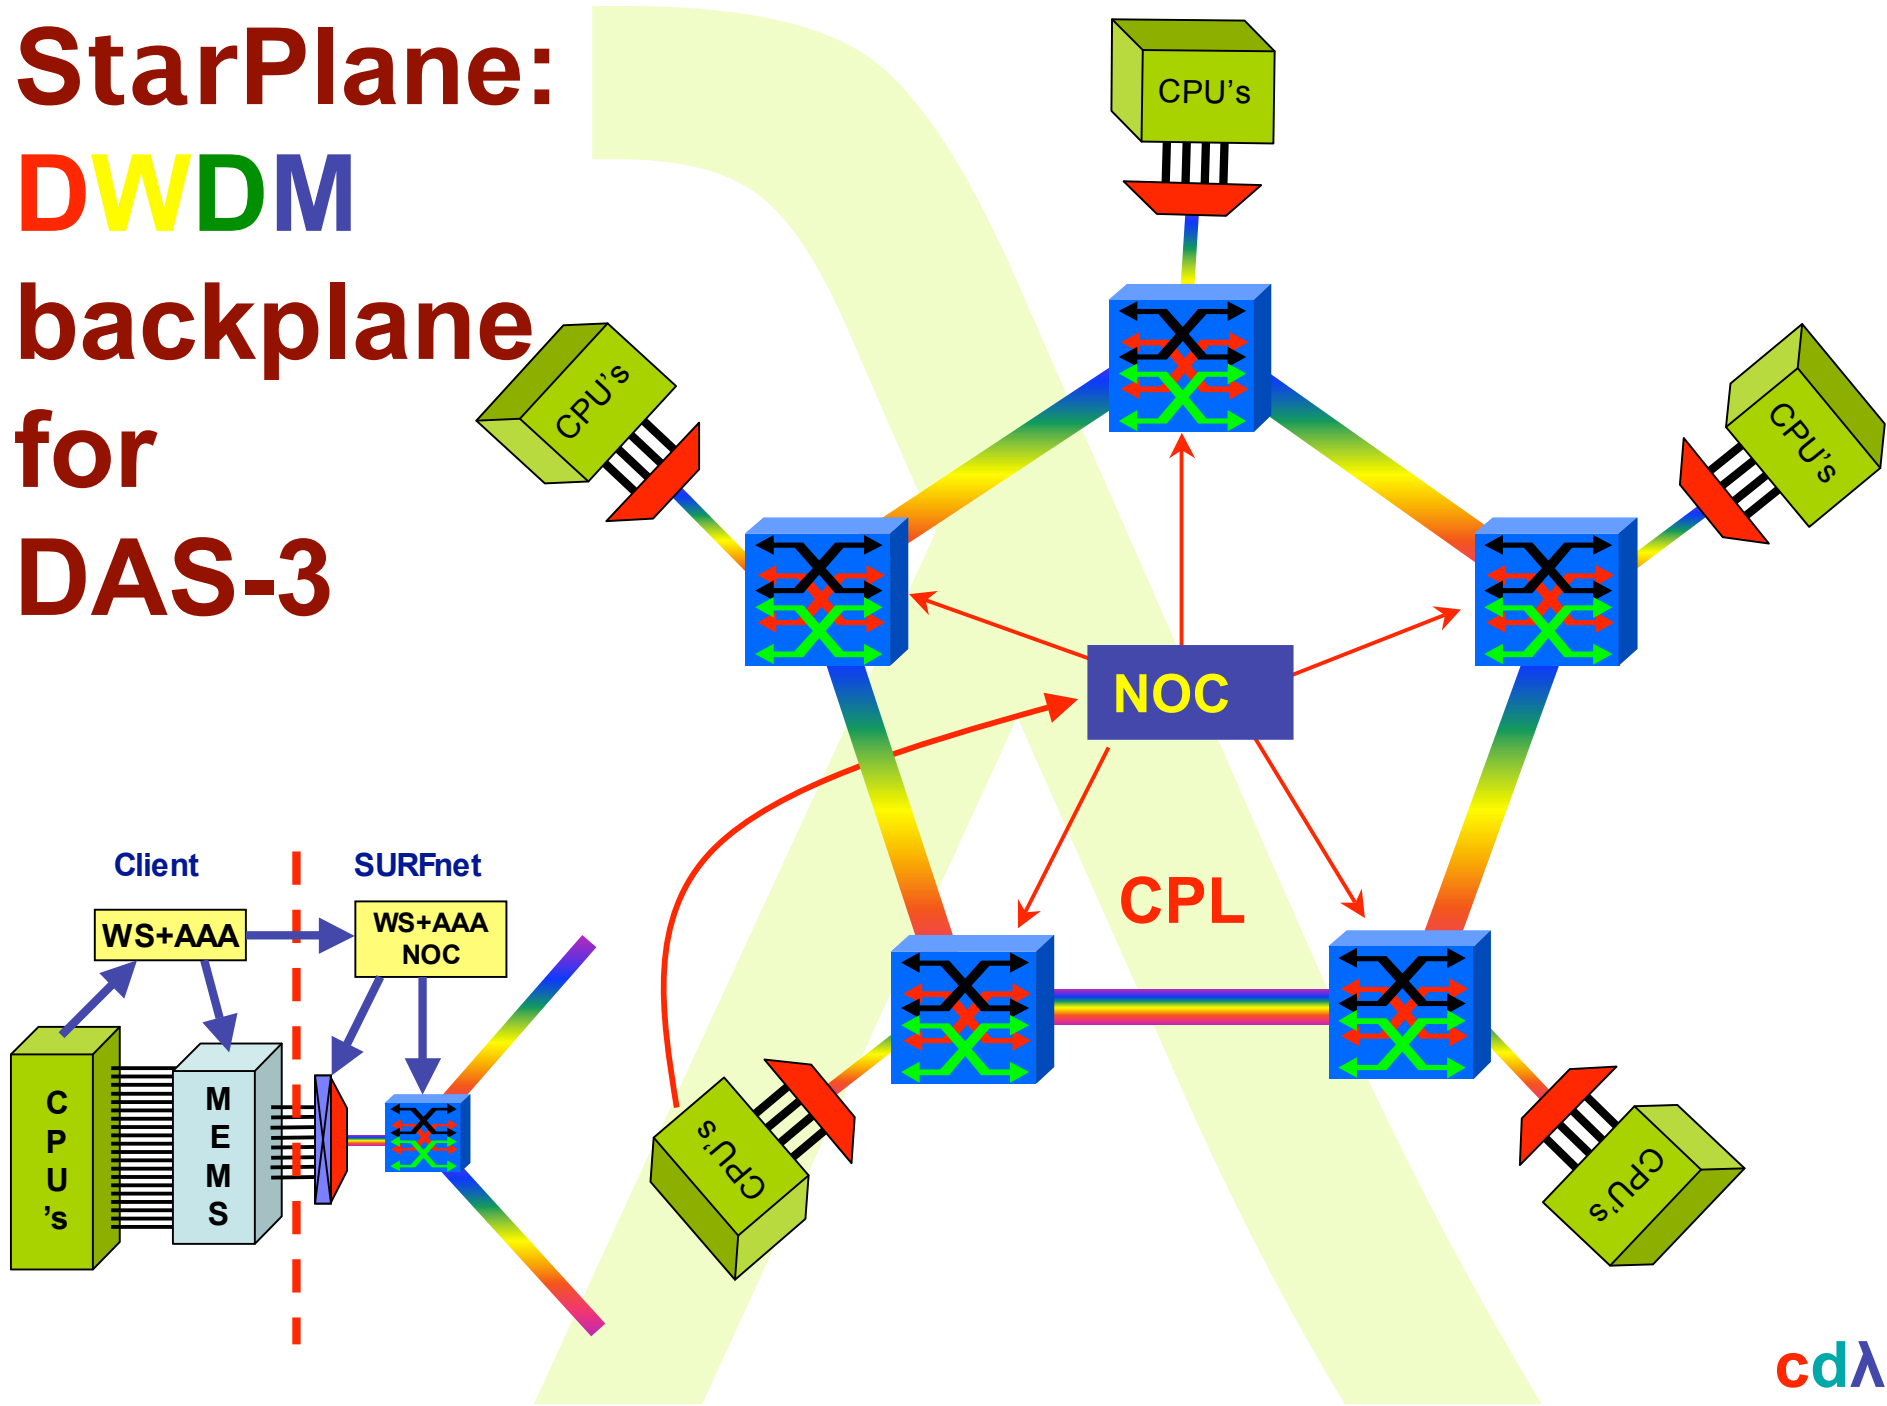 StarPlane:
DWDM
backplane
for
DAS-3
CPU's
CPU's
CPU's
NOC
CPL
CPU's
CPU's
Client
SURFnet
WS+AAA
WS+AAA
NOC
C
P
U
's
M
E
M
S
cdλ